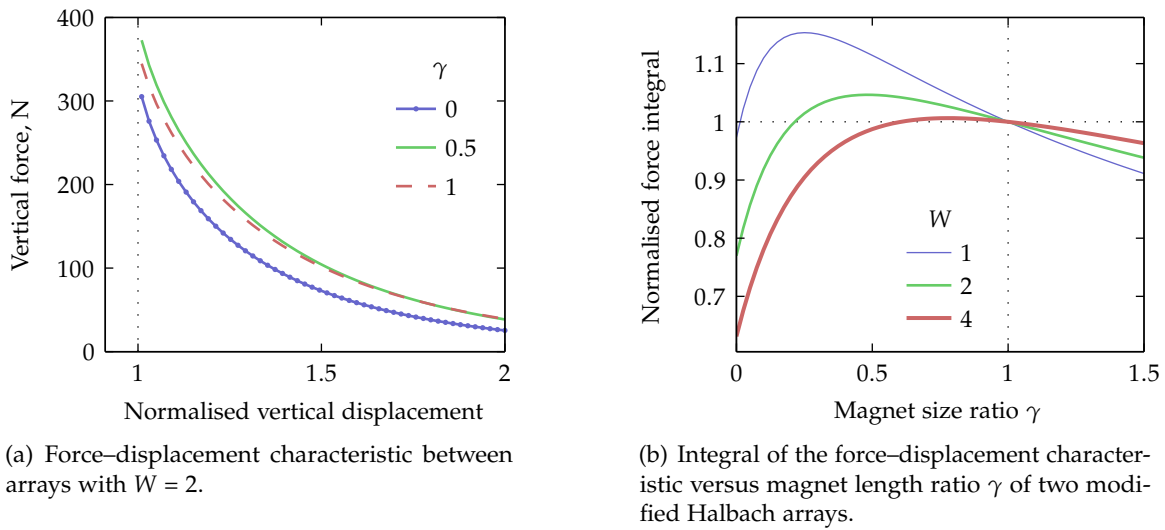 400
300
200
100
0
Vertical force, N
γ
0
0.5
1
1
1.5
2
Normalised vertical displacement
(a) Force–displacement characteristic between
arrays with W = 2.
1.1
1
0.9
0.8
0.7
Normalised force integral
W
1
2
4
0
0.5
1
1.5
Magnet size ratio γ
(b) Integral of the force–displacement character-
istic versus magnet length ratio γ of two modi-
fied Halbach arrays.